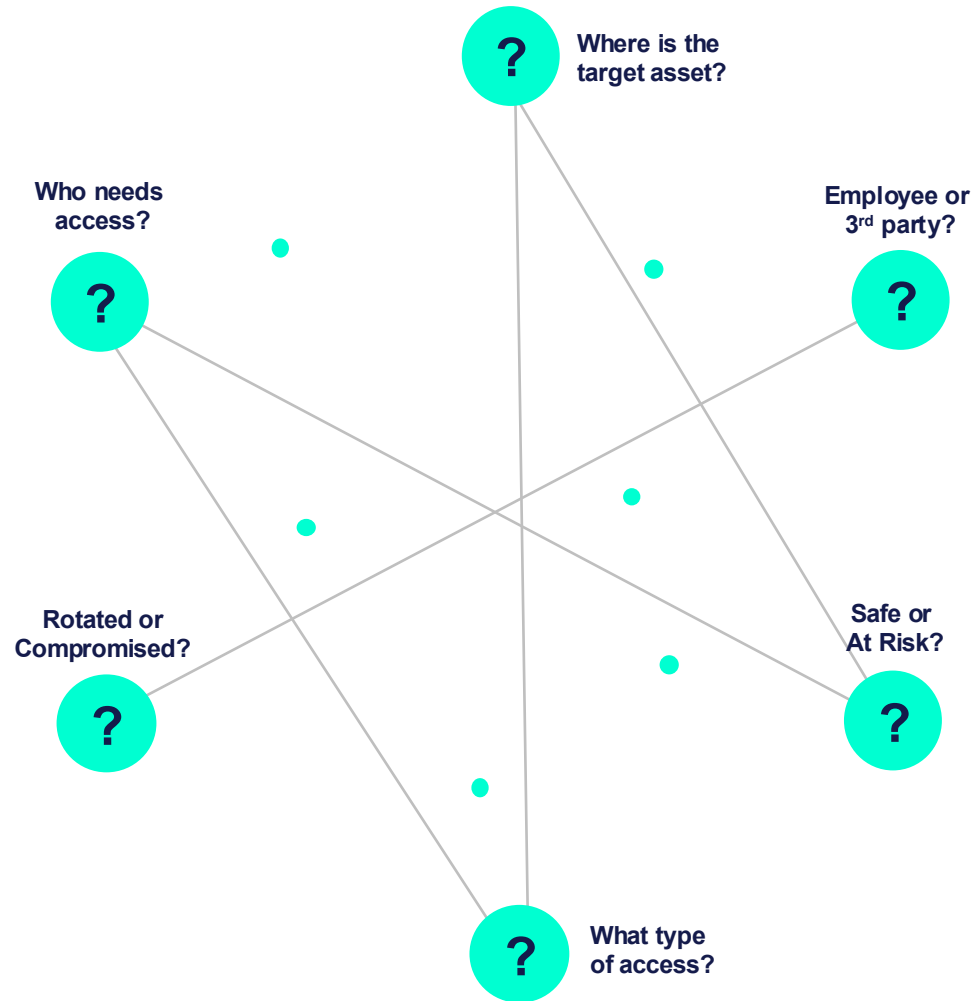 ?
Where is the
target asset?
Who needs
access?
?
Employee or
3rd party?
?
Rotated or
Compromised?
?
Safe or
At Risk?
?
?
What type
of access?